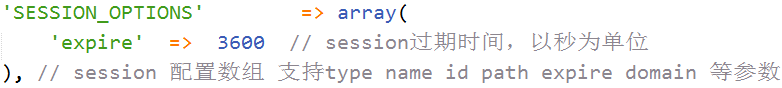 'SESSION_OPTIONS' => array(
'expire' => 3600 // session过期时间，以秒为单位
), // session 配置数组 支持type name id path expire domain 等参数